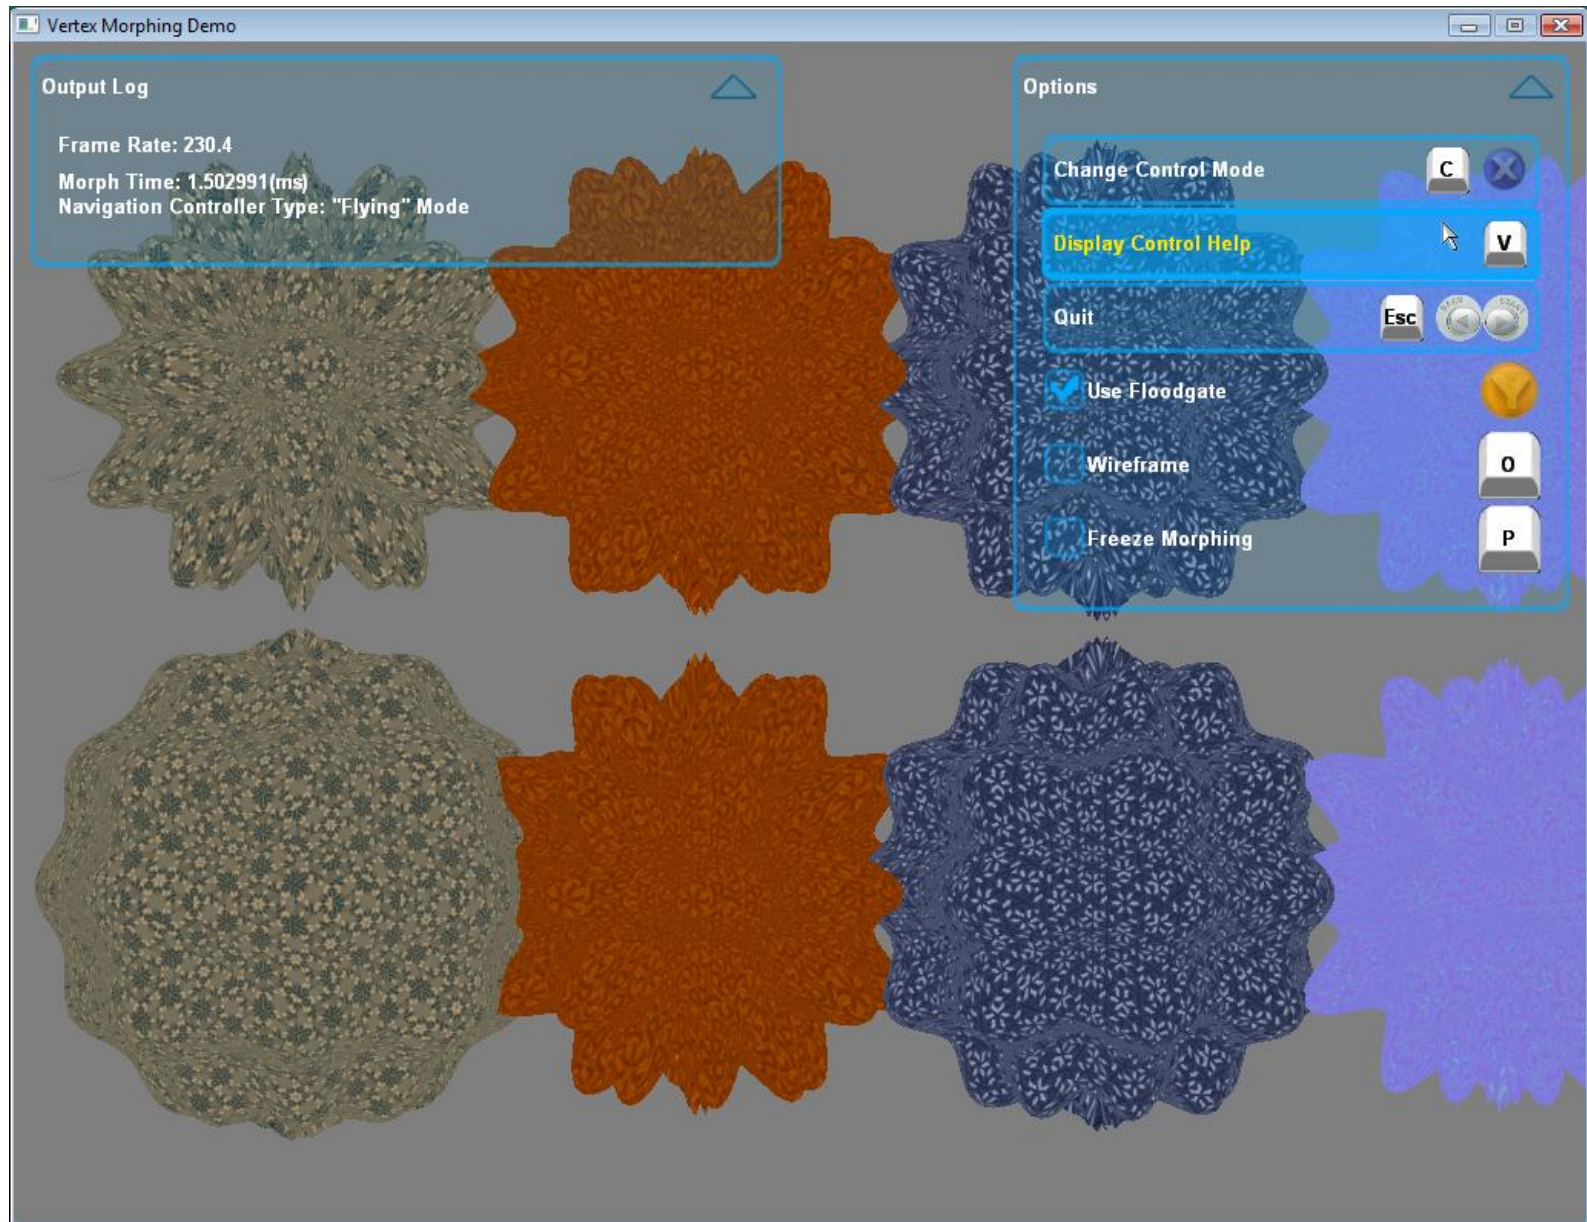 Vertex Morphing Demo
Output Log
Frame Rate: 230.4
Morph Time: 1.502991(ms)
Navigation Controller Type: "Flying" Mode
Options
Change Control Mode C X
Display Control Help V
Quit Esc
Use Floodgate Y
Wireframe O
Freeze Morphing P